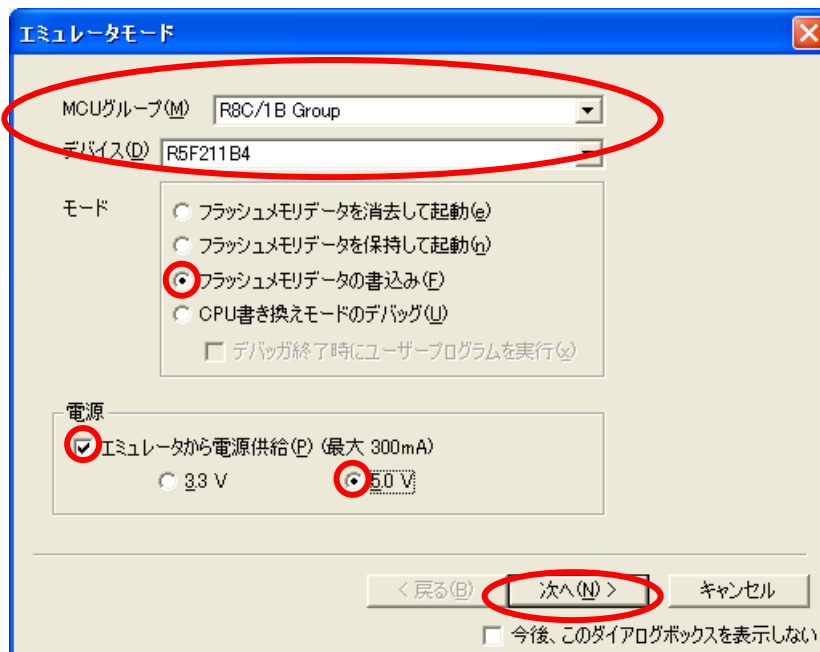 エミュレータモード
MCUグループ(M) R8C/1B Group
デバイス(D) R5F211B4
モード
フラッシュメモリデータを消去して起動(e)
フラッシュメモリデータを保持して起動(n)
フラッシュメモリデータの書込み(F)
CPU書き換えモードのデバッグ(U)
デバッガ終了時にユーザープログラムを実行(x)
電源
エミュレータから電源供給(P) (最大 300mA)
3.3 V 5.0 V
< 戻る(B) 次へ(N) > キャンセル
今後、このダイアログボックスを表示しない